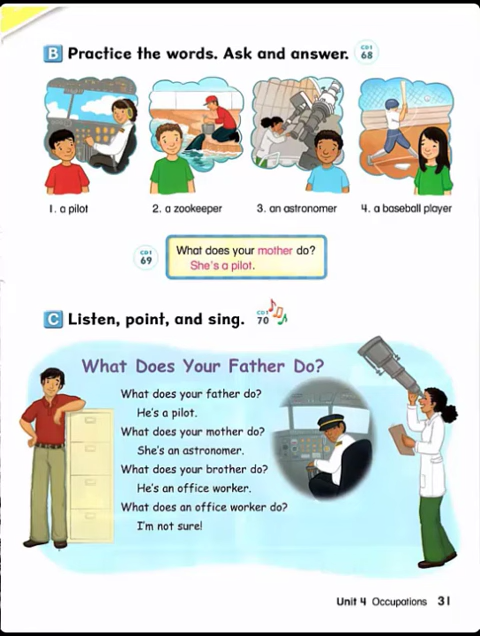 B Practice the words. Ask and answer. CD1 68
1. a pilot
2. a zookeeper
3. an astronomer
4. a baseball player
CD1 69
What does your mother do?
She's a pilot.
C Listen, point, and sing. CD1 70
What Does Your Father Do?
What does your father do?
He's a pilot.
What does your mother do?
She's an astronomer.
What does your brother do?
He's an office worker.
What does an office worker do?
I'm not sure!
Unit 4 Occupations 31